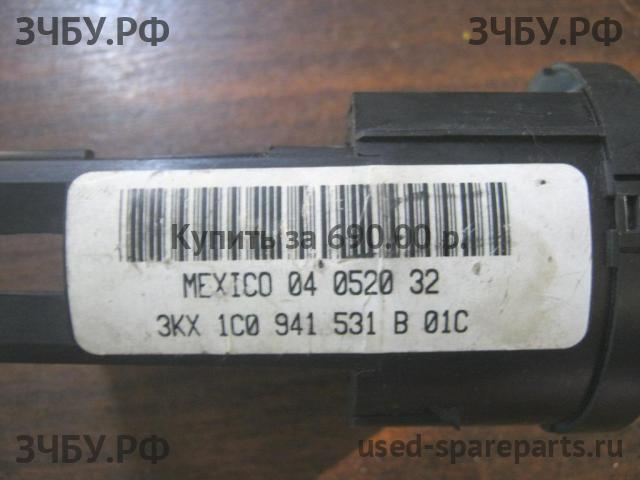 ЗЧБУ.РФ
ЗЧБУ.РФ
Купить за 690.00 р.
MEXICO 04 0520 32
3KX 1C0 941 531 B 01C
ЗЧБУ.РФ
used-spareparts.ru